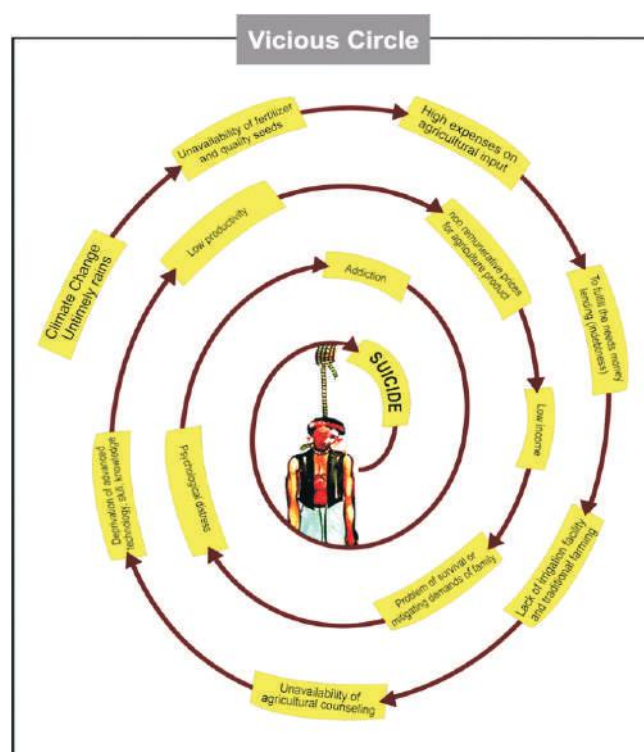 Vicious Circle
Climate Change
Untimely rains
Unavailability of fertilizer
and quality seeds
High expenses on
agricultural input
To fulfill the needs money
lending (indebtness)
Lack of irrigation facility
and traditional farming
Unavailability of
agricultural counseling
Deprivation of advanced
technology, skill, knowledge
Low productivity
non remunerative prices
for agriculture product
Low income
Problem of survival or
mitigating demands of family
Psychological distress
Addiction
SUICIDE